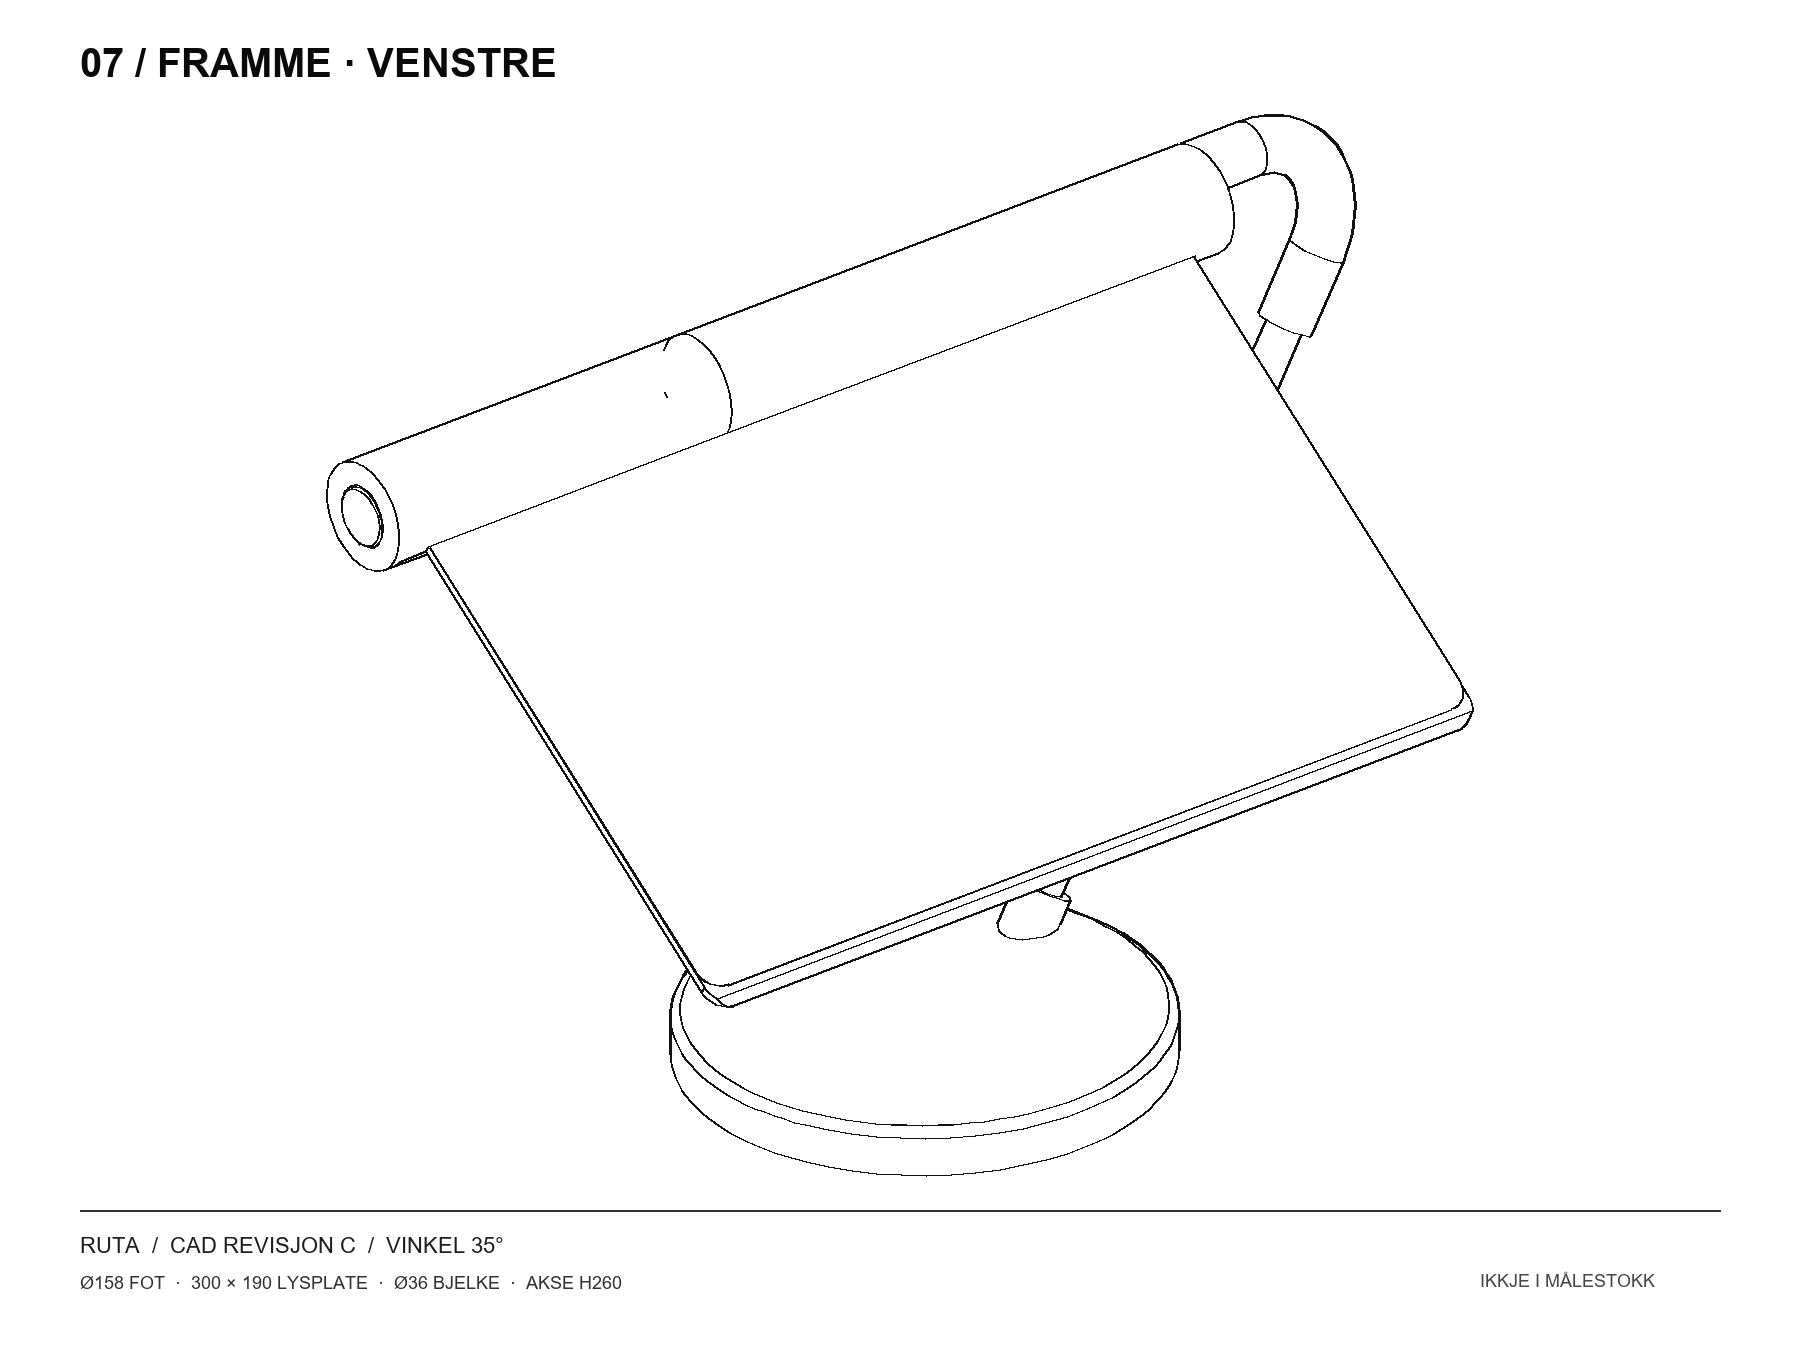 07 / FRAMME · VENSTRE
RUTA / CAD REVISJON C / VINKEL 35°
Ø158 FOT · 300 × 190 LYSPLATE · Ø36 BJELKE · AKSE H260
IKKJE I MÅLESTOKK